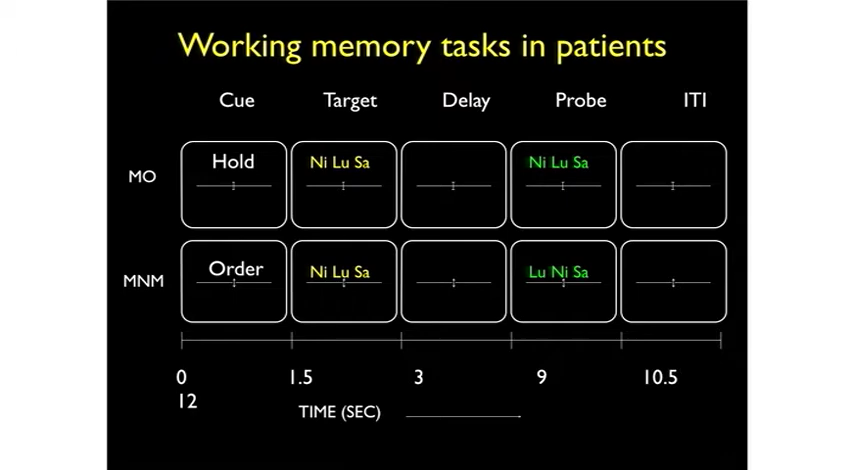 Working memory tasks in patients
Cue Target Delay Probe ITI
Hold Ni Lu Sa Ni Lu Sa
MO
Order Ni Lu Sa Lu Ni Sa
MNM
0 1.5 3 9 10.5
12
TIME (SEC)